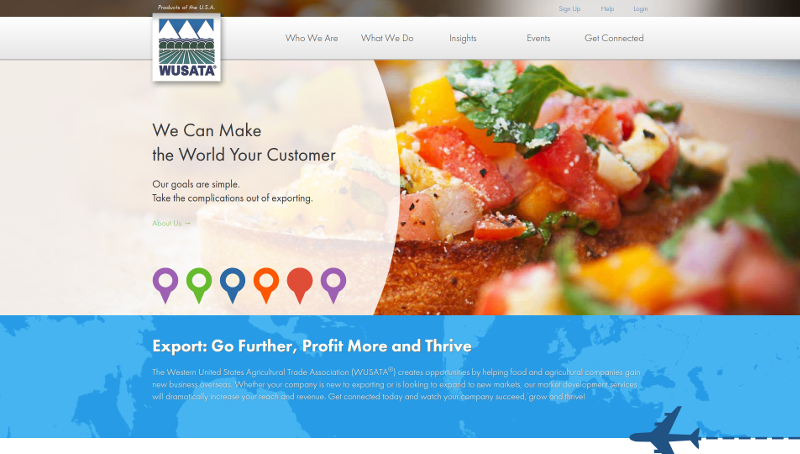 Products of the U.S.A.
Sign Up Help Login
WUSATA®
Who We Are What We Do Insights Events Get Connected
We Can Make
the World Your Customer
Our goals are simple.
Take the complications out of exporting.
About Us →
Export: Go Further, Profit More and Thrive
The Western United States Agricultural Trade Association (WUSATA®) creates opportunities by helping food and agricultural companies gain
new business overseas. Whether your company is new to exporting or is looking to expand to new markets, our market development services
will dramatically increase your reach and revenue. Get connected today and watch your company succeed, grow and thrive!